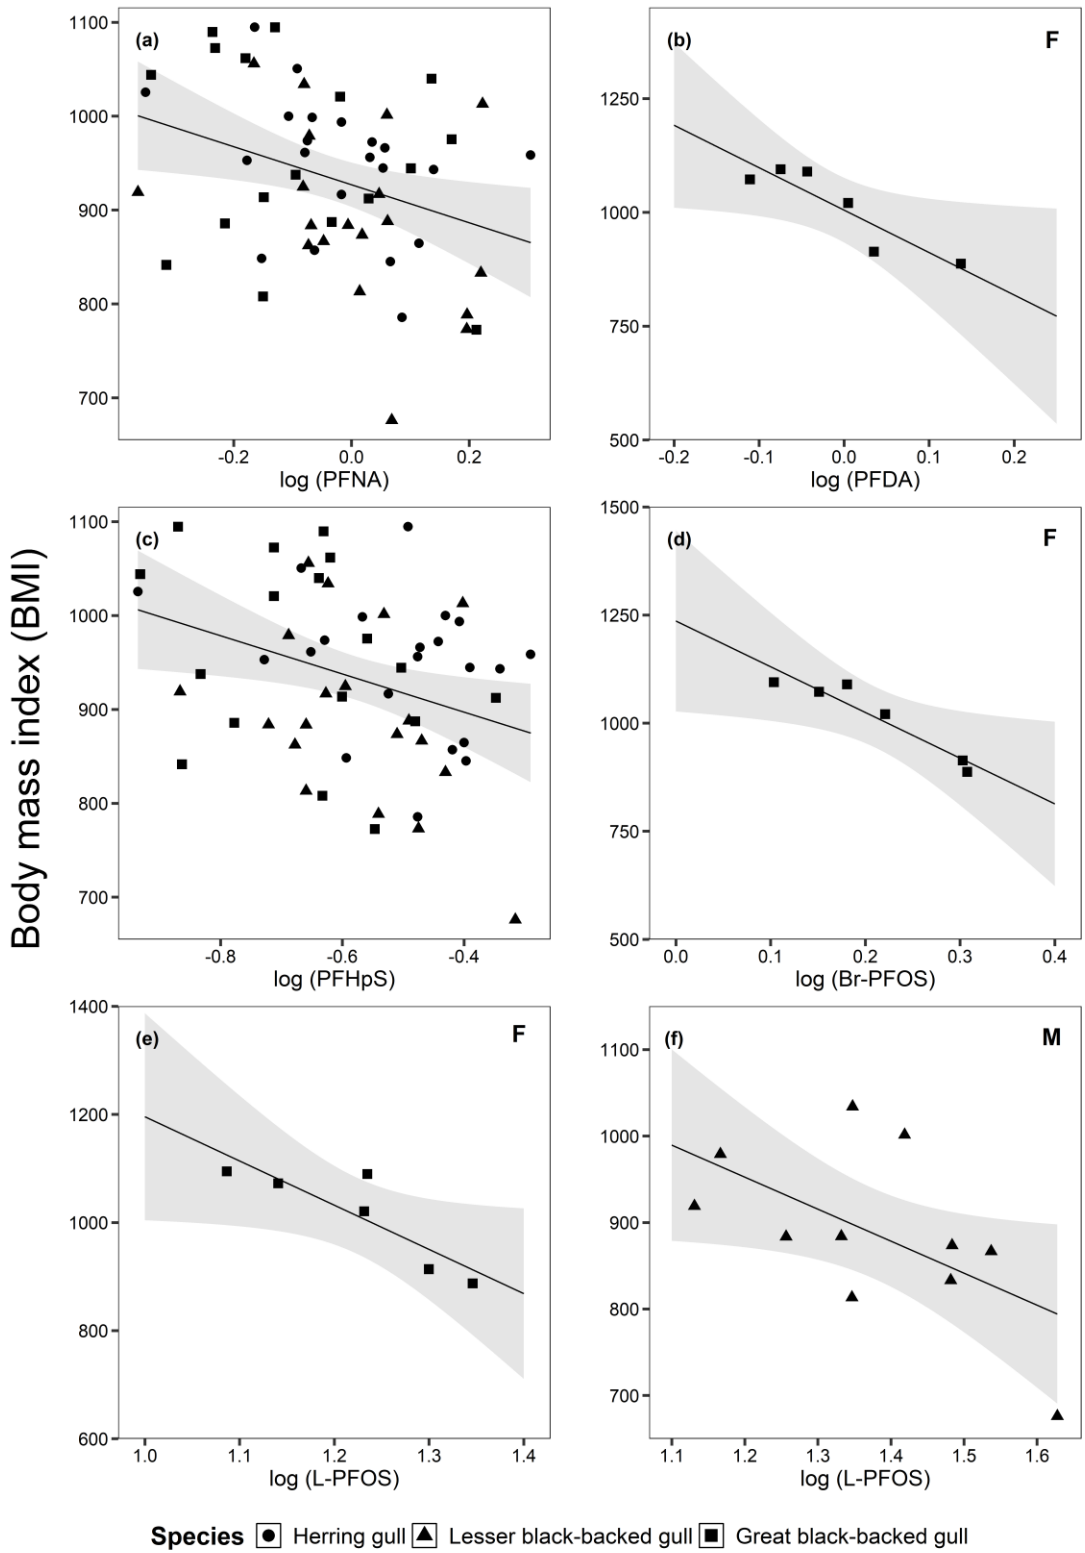 Body mass index (BMI)
(a)
1100
1000
900
800
700
-0.2 0.0 0.2
log (PFNA)
(b) F
1250
1000
750
500
-0.2 -0.1 0.0 0.1 0.2
log (PFDA)
(c)
1100
1000
900
800
700
-0.8 -0.6 -0.4
log (PFHpS)
(d) F
1500
1250
1000
750
500
0.0 0.1 0.2 0.3 0.4
log (Br-PFOS)
(e) F
1400
1200
1000
800
600
1.0 1.1 1.2 1.3 1.4
log (L-PFOS)
(f) M
1100
1000
900
800
700
1.1 1.2 1.3 1.4 1.5 1.6
log (L-PFOS)
Species Herring gull Lesser black-backed gull Great black-backed gull